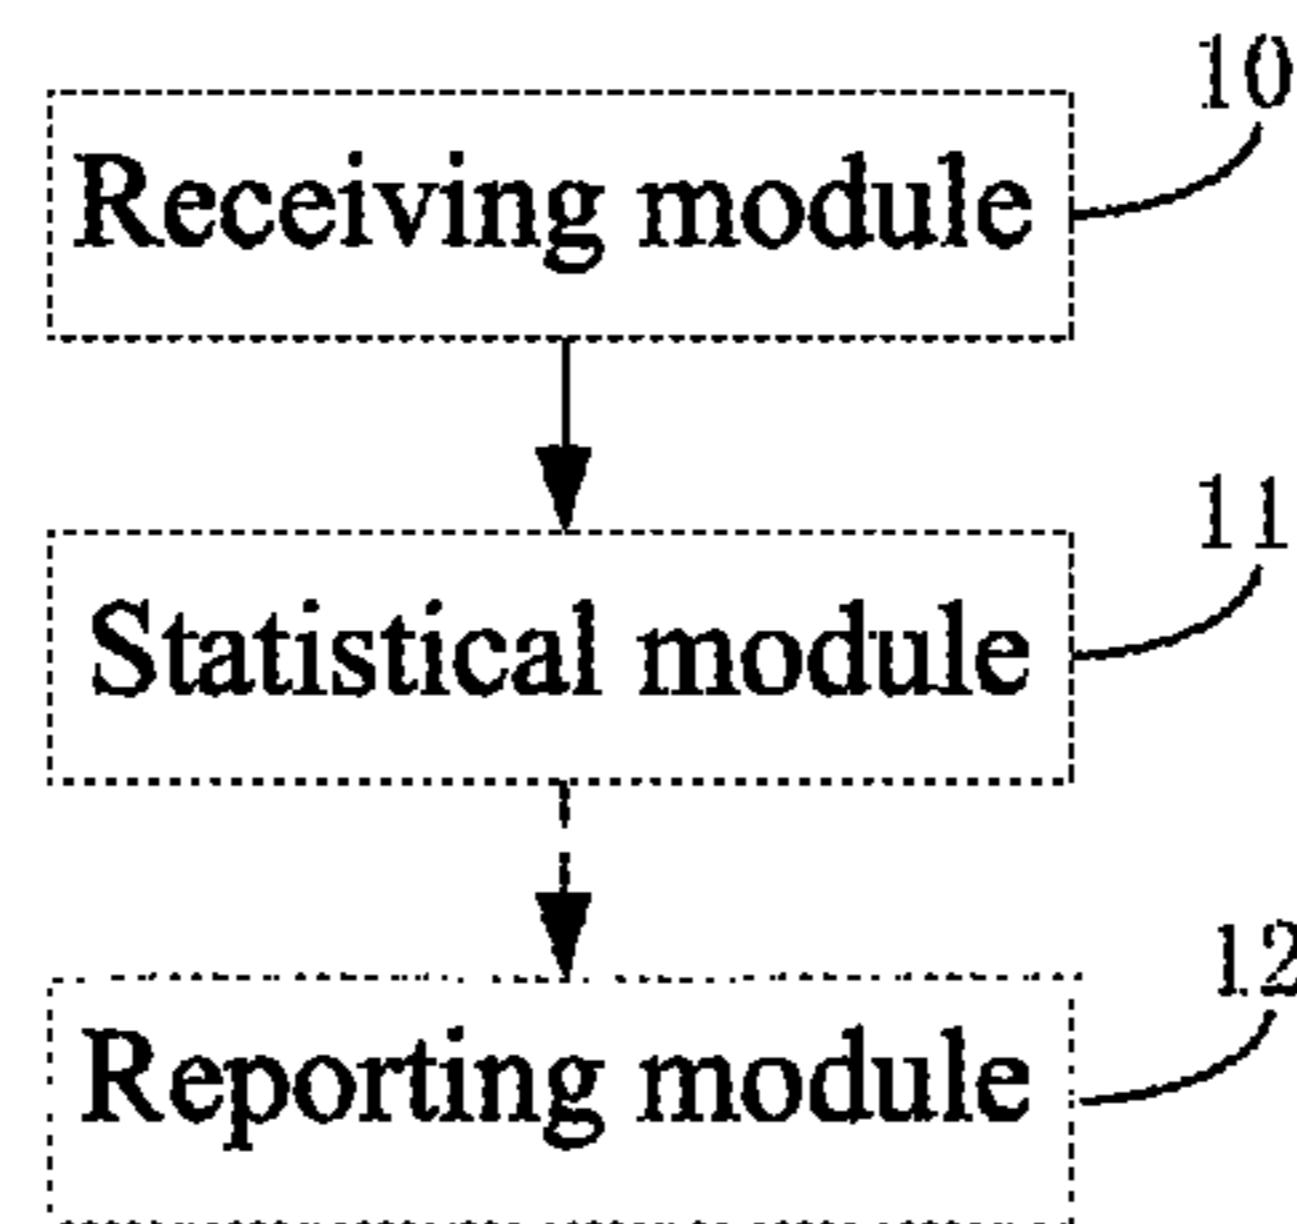 10
Receiving module
11
Statistical module
12
Reporting module